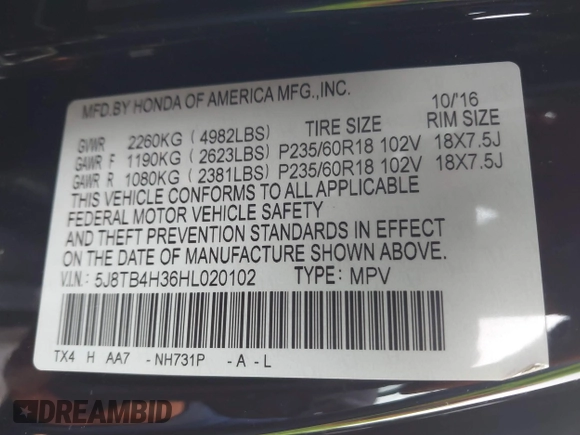 MFD.BY HONDA OF AMERICA MFG.,INC. 10/'16
GVWR 2260KG (4982LBS) TIRE SIZE RIM SIZE
GAWR F 1190KG (2623LBS) P235/60R18 102V 18X7.5J
GAWR R 1080KG (2381LBS) P235/60R18 102V 18X7.5J
THIS VEHICLE CONFORMS TO ALL APPLICABLE
FEDERAL MOTOR VEHICLE SAFETY
AND THEFT PREVENTION STANDARDS IN EFFECT
ON THE DATE OF MANUFACTURE SHOWN ABOVE.
V.I.N.: 5J8TB4H36HL020102 TYPE: MPV
TX4 H AA7 -NH731P -A-L
DREAMBID